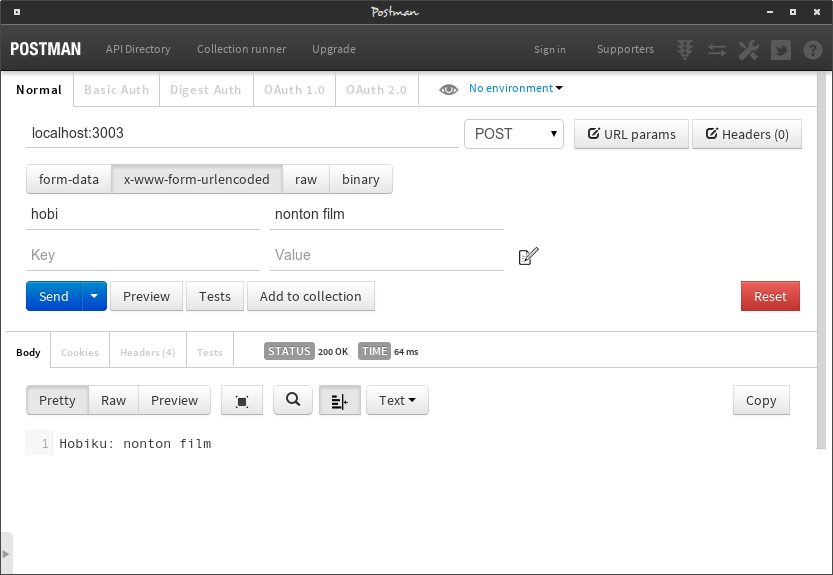 Postman
POSTMAN API Directory Collection runner Upgrade Sign in Supporters
Normal Basic Auth Digest Auth OAuth 1.0 OAuth 2.0 No environment
localhost:3003 POST URL params Headers (0)
form-data x-www-form-urlencoded raw binary
hobi nonton film
Key Value
Send Preview Tests Add to collection Reset
Body Cookies Headers (4) Tests STATUS 200 OK TIME 64 ms
Pretty Raw Preview Text Copy
1 Hobiku: nonton film